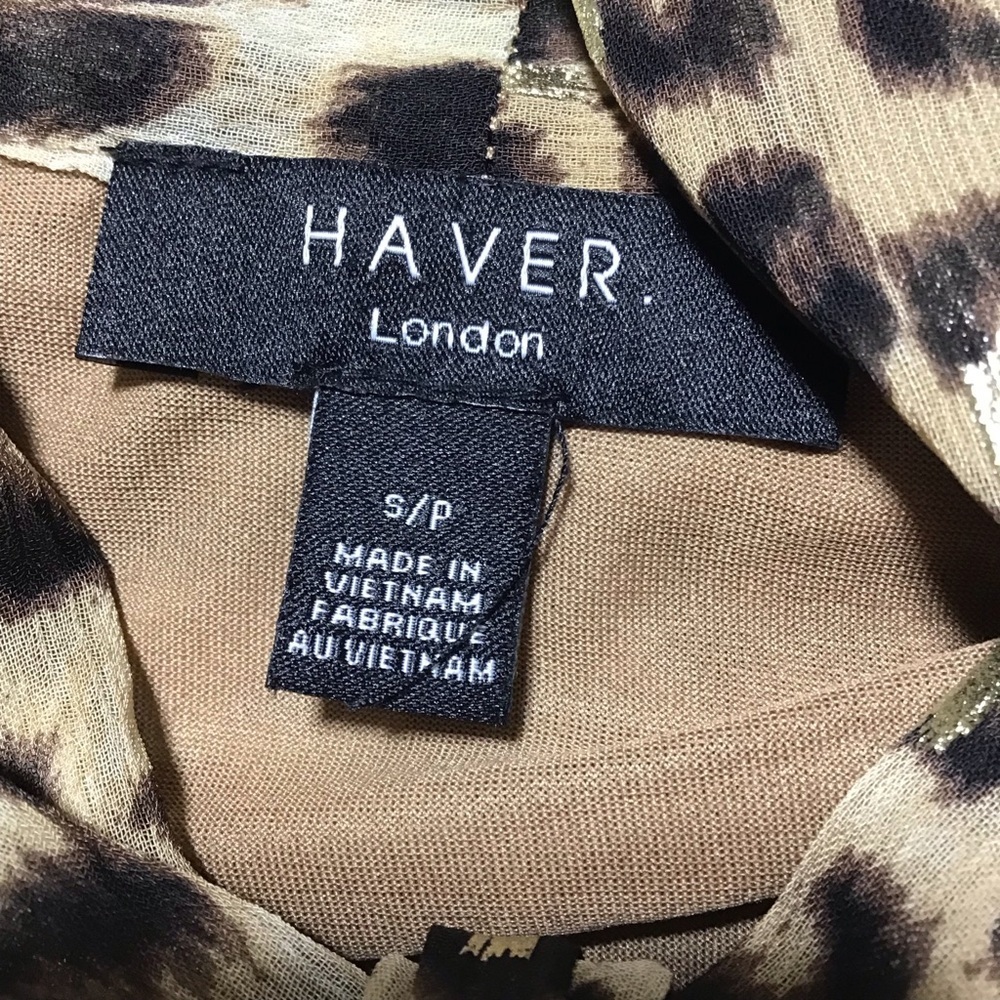 HAVER.
London
S/P
MADE IN
VIETNAM
FABRIQUE
AU VIETNAM